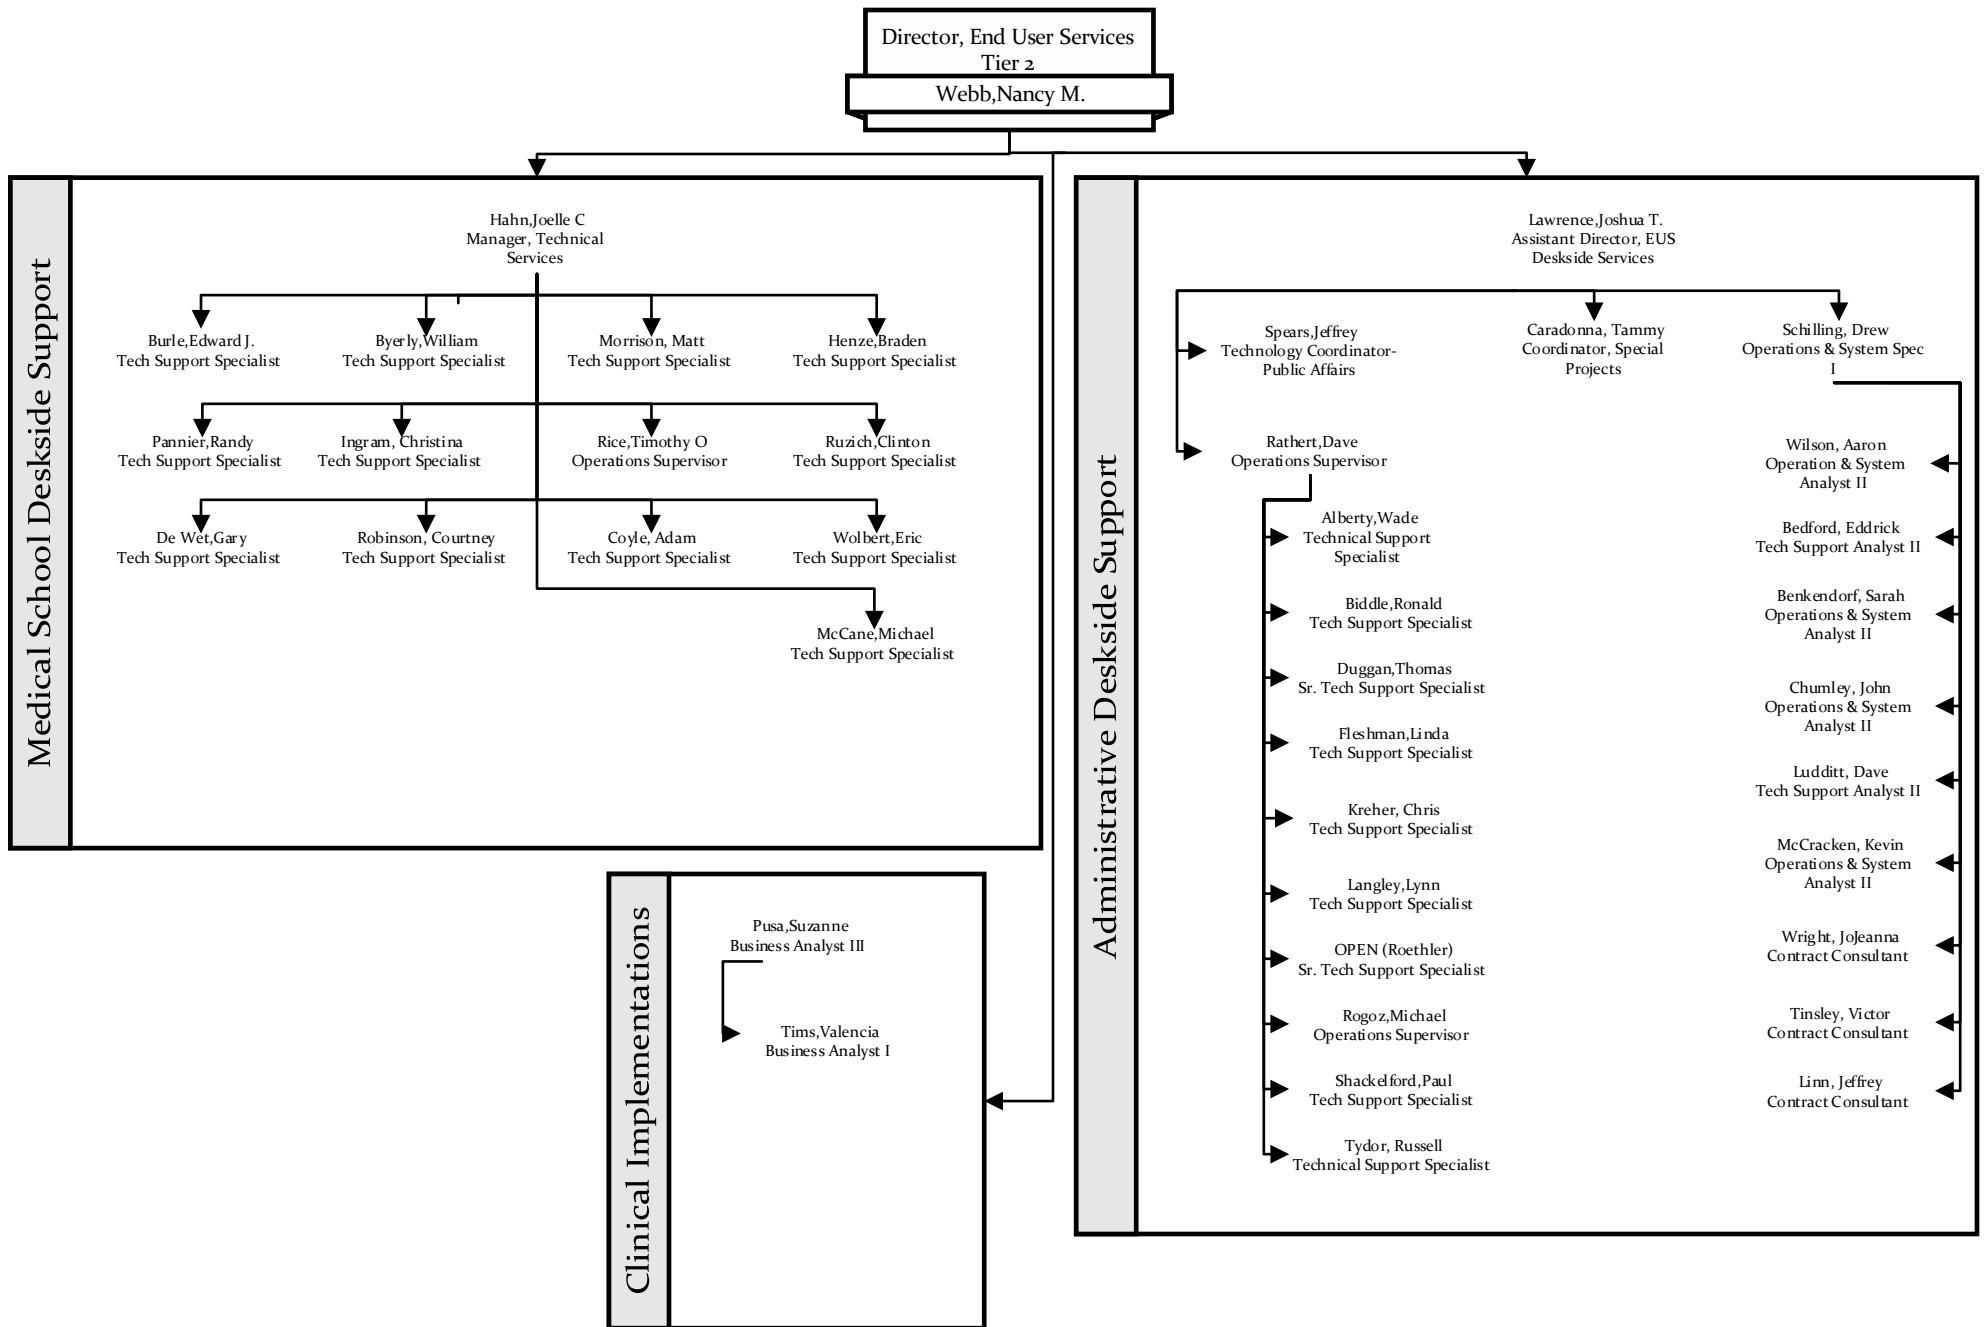 Director, End User Services
Tier 2
Webb,Nancy M.
Medical School Deskside Support
Hahn,Joelle C
Manager, Technical
Services
Burle,Edward J.
Tech Support Specialist
Byerly,William
Tech Support Specialist
Morrison, Matt
Tech Support Specialist
Henze,Braden
Tech Support Specialist
Pannier,Randy
Tech Support Specialist
Ingram, Christina
Tech Support Specialist
Rice,Timothy O
Operations Supervisor
Ruzich,Clinton
Tech Support Specialist
De Wet,Gary
Tech Support Specialist
Robinson, Courtney
Tech Support Specialist
Coyle, Adam
Tech Support Specialist
Wolbert,Eric
Tech Support Specialist
McCane,Michael
Tech Support Specialist
Clinical Implementations
Pusa,Suzanne
Business Analyst III
Tims,Valencia
Business Analyst I
Administrative Deskside Support
Lawrence,Joshua T.
Assistant Director, EUS
Deskside Services
Spears,Jeffrey
Technology Coordinator-
Public Affairs
Caradonna, Tammy
Coordinator, Special
Projects
Schilling, Drew
Operations & System Spec
I
Rathert,Dave
Operations Supervisor
Alberty,Wade
Technical Support
Specialist
Biddle,Ronald
Tech Support Specialist
Duggan,Thomas
Sr. Tech Support Specialist
Fleshman,Linda
Tech Support Specialist
Kreher, Chris
Tech Support Specialist
Langley,Lynn
Tech Support Specialist
OPEN (Roethler)
Sr. Tech Support Specialist
Rogoz,Michael
Operations Supervisor
Shackelford,Paul
Tech Support Specialist
Tydor, Russell
Technical Support Specialist
Wilson, Aaron
Operation & System
Analyst II
Bedford, Eddrick
Tech Support Analyst II
Benkendorf, Sarah
Operations & System
Analyst II
Chumley, John
Operations & System
Analyst II
Ludditt, Dave
Tech Support Analyst II
McCracken, Kevin
Operations & System
Analyst II
Wright, JoJeanna
Contract Consultant
Tinsley, Victor
Contract Consultant
Linn, Jeffrey
Contract Consultant